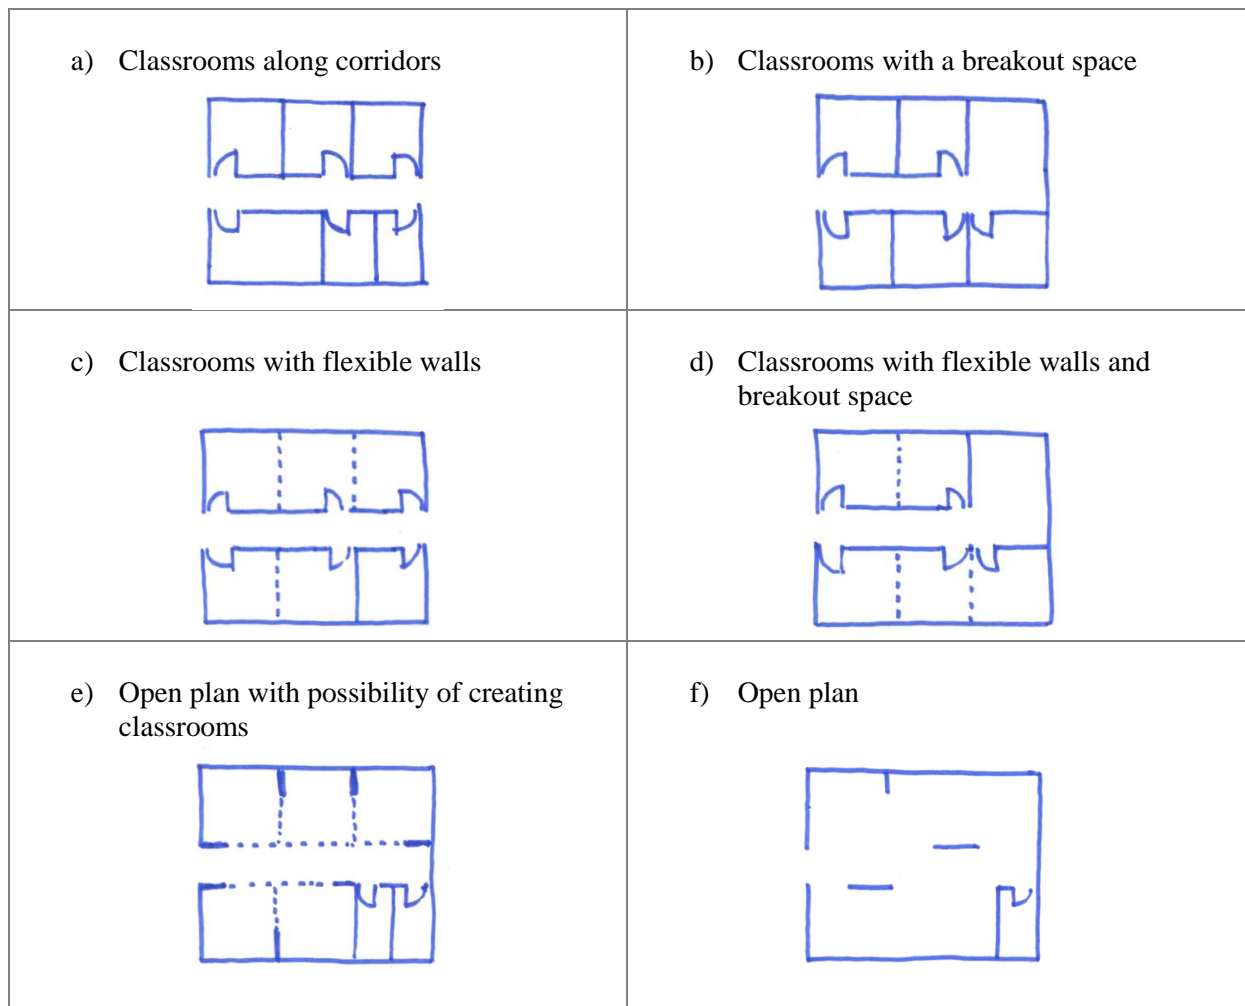 a) Classrooms along corridors
b) Classrooms with a breakout space
c) Classrooms with flexible walls
d) Classrooms with flexible walls and
breakout space
e) Open plan with possibility of creating
classrooms
f) Open plan